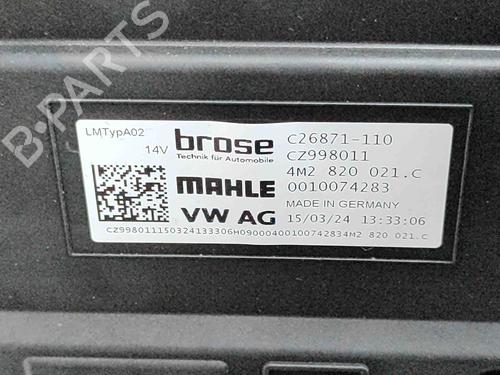 B-PARTS
LMTypA02
14V
brose
Technik für Automobile
MAHLE
VW AG
C26871-110
CZ998011
4M2 820 021.C
0010074283
MADE IN GERMANY
15/03/24 13:33:06
CZ998011150324133306H09000400100742834M2 820 021.C